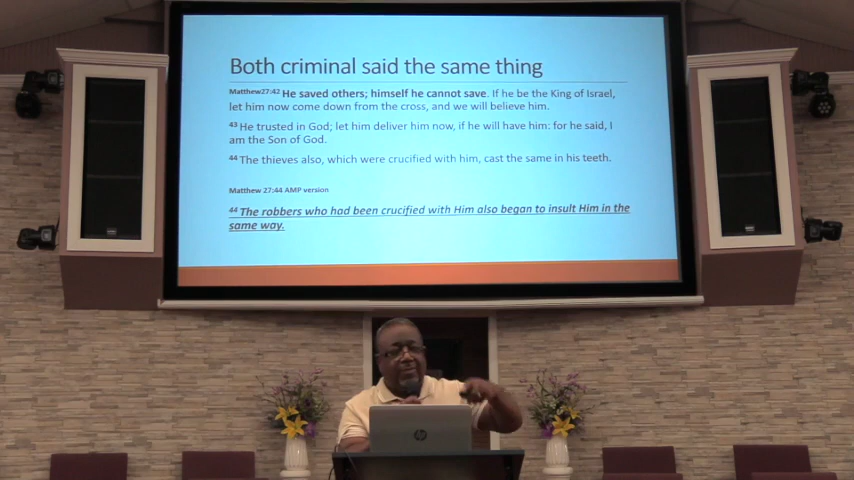 Both criminal said the same thing
Matthew27:42 He saved others; himself he cannot save. If he be the King of Israel,
let him now come down from the cross, and we will believe him.
43 He trusted in God; let him deliver him now, if he will have him: for he said, I
am the Son of God.
44 The thieves also, which were crucified with him, cast the same in his teeth.
Matthew 27:44 AMP version
44 The robbers who had been crucified with Him also began to insult Him in the
same way.
hp